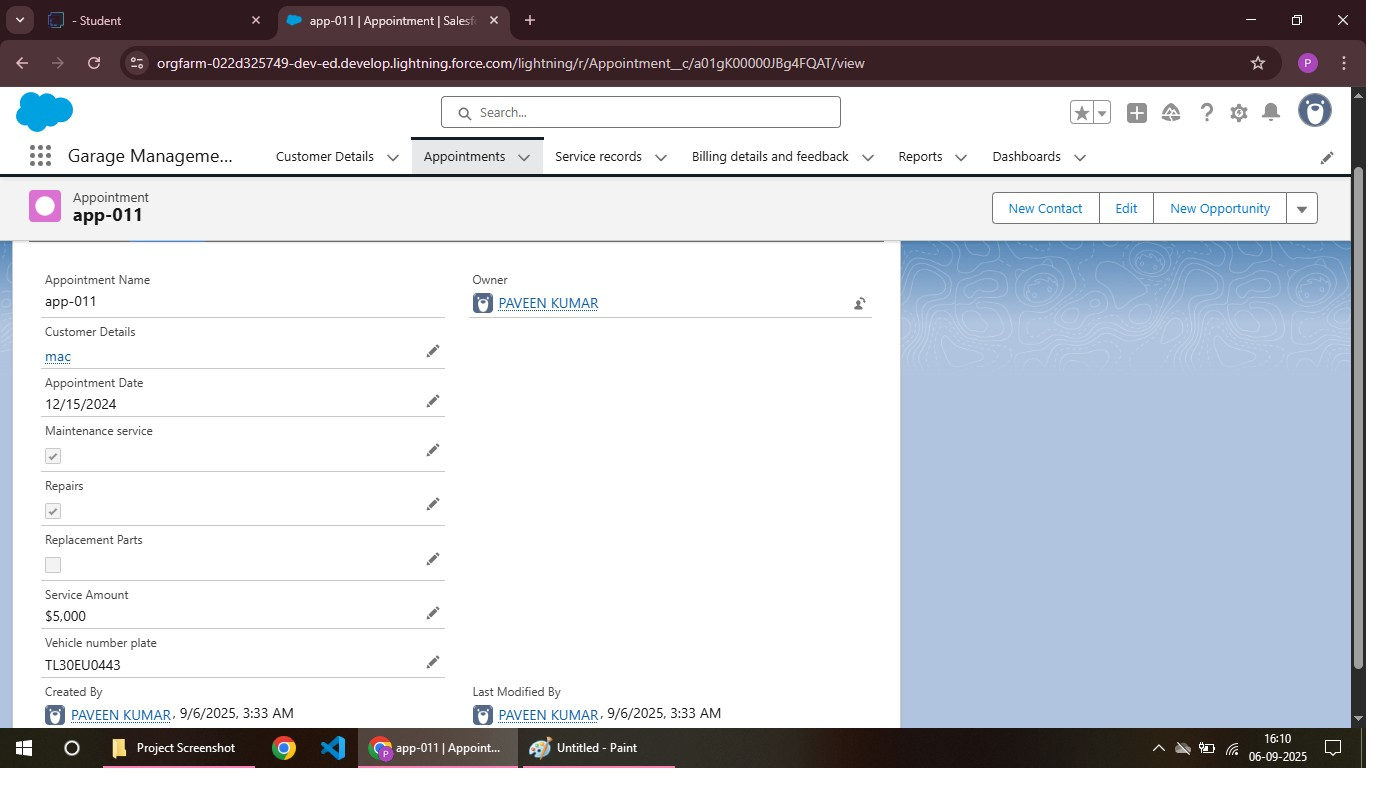 - Student
app-011 | Appointment | Salesf
orgfarm-022d325749-dev-ed.develop.lightning.force.com/lightning/r/Appointment__c/a01gK00000JBg4FQAT/view
P
Search...
Garage Manageme...
Customer Details
Appointments
Service records
Billing details and feedback
Reports
Dashboards
Appointment
app-011
New Contact
Edit
New Opportunity
Appointment Name
app-011
Owner
PAVEEN KUMAR
Customer Details
mac
Appointment Date
12/15/2024
Maintenance service
Repairs
Replacement Parts
Service Amount
$5,000
Vehicle number plate
TL30EU0443
Created By
PAVEEN KUMAR, 9/6/2025, 3:33 AM
Last Modified By
PAVEEN KUMAR, 9/6/2025, 3:33 AM
Project Screenshot
P
app-011 | Appoint...
Untitled - Paint
16:10
06-09-2025